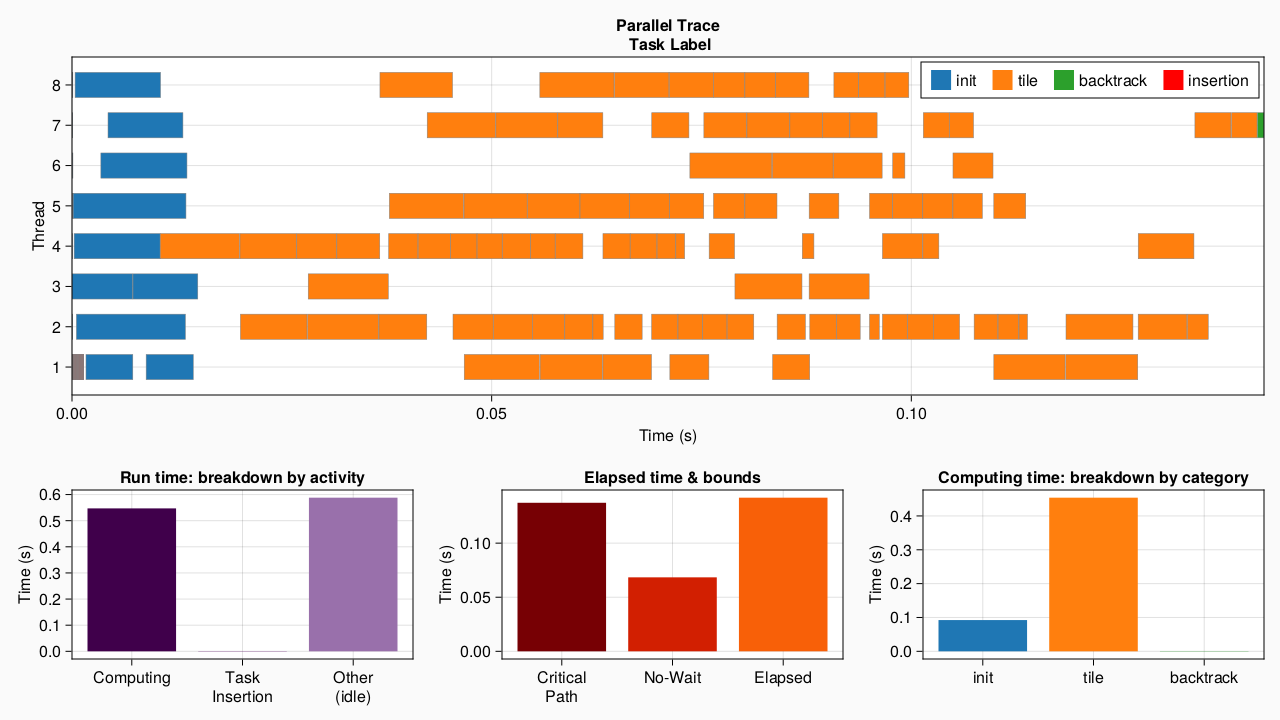 Parallel Trace
Task Label
init tile backtrack insertion
8
7
6
5
4
3
2
1
Thread
0.00 0.05 0.10
Time (s)
Run time: breakdown by activity
0.6
0.5
0.4
0.3
0.2
0.1
0.0
Time (s)
Computing Task Insertion Other (idle)
Elapsed time & bounds
0.10
0.05
0.00
Time (s)
Critical Path No-Wait Elapsed
Computing time: breakdown by category
0.4
0.3
0.2
0.1
0.0
Time (s)
init tile backtrack